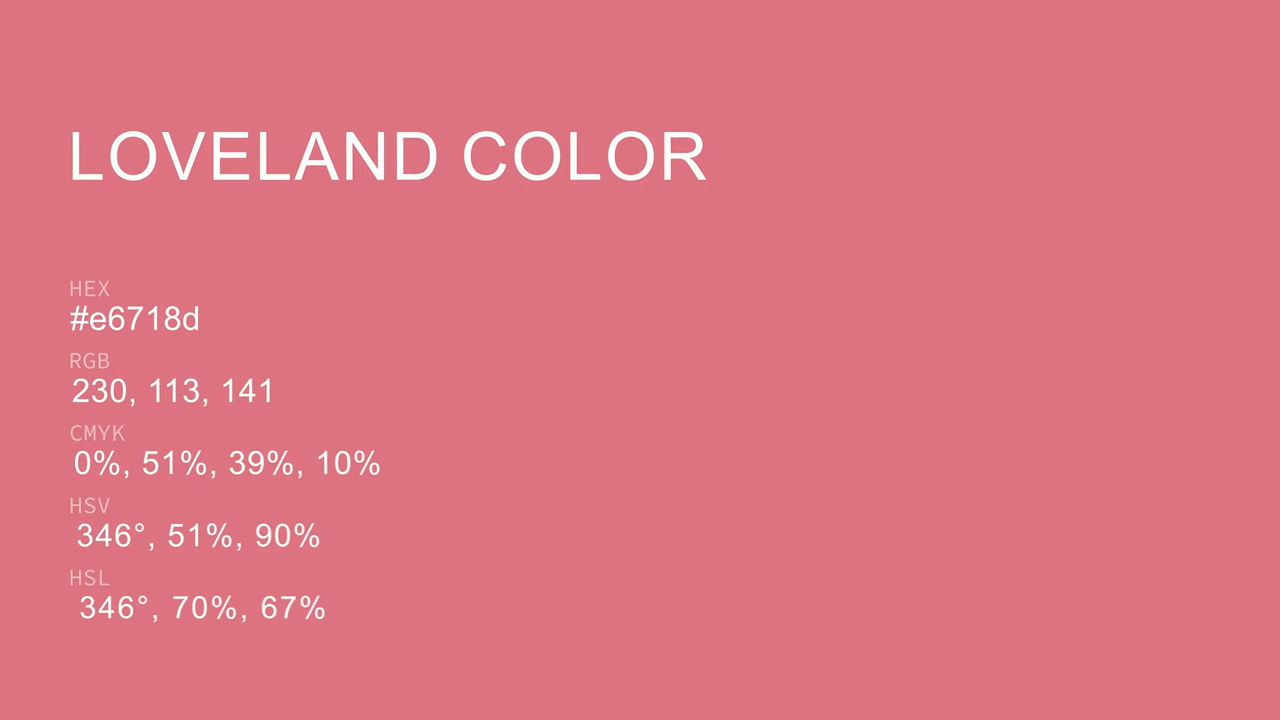 LOVELAND COLOR
HEX
#e6718d
RGB
230, 113, 141
CMYK
0%, 51%, 39%, 10%
HSV
346°, 51%, 90%
HSL
346°, 70%, 67%